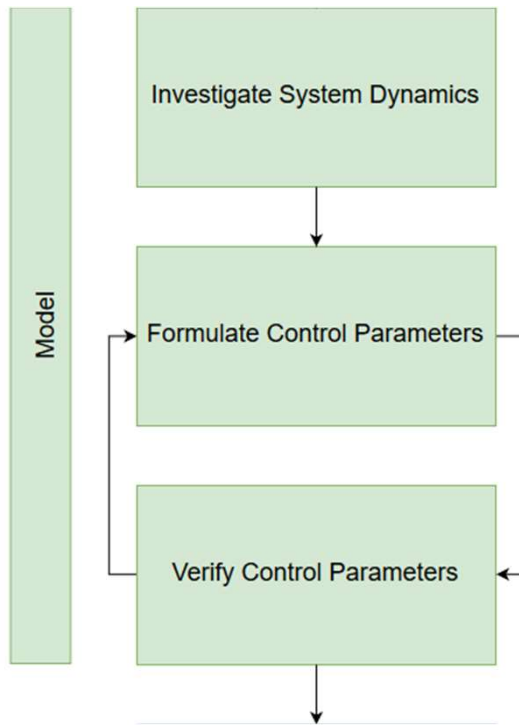 Investigate System Dynamics
Model
Formulate Control Parameters
Verify Control Parameters